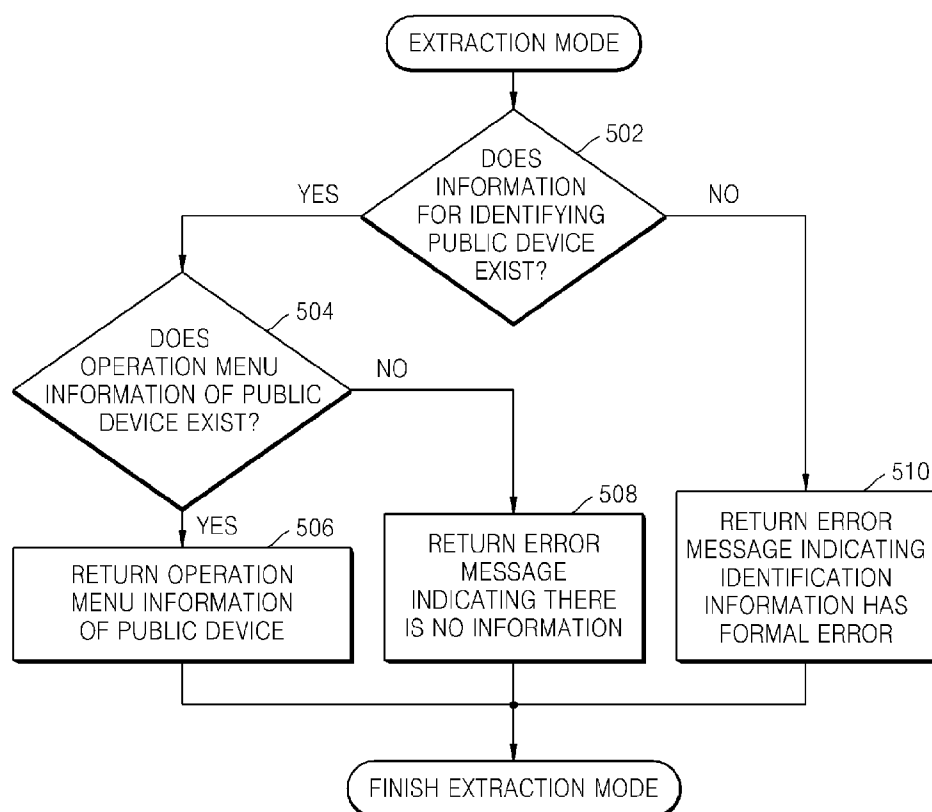 EXTRACTION MODE
502
DOES
INFORMATION
FOR IDENTIFYING
PUBLIC DEVICE
EXIST?
YES
NO
504
DOES
OPERATION MENU
INFORMATION OF PUBLIC
DEVICE EXIST?
NO
YES
506
RETURN OPERATION
MENU INFORMATION
OF PUBLIC DEVICE
508
RETURN ERROR
MESSAGE
INDICATING THERE
IS NO INFORMATION
510
RETURN ERROR
MESSAGE INDICATING
IDENTIFICATION
INFORMATION HAS
FORMAL ERROR
FINISH EXTRACTION MODE